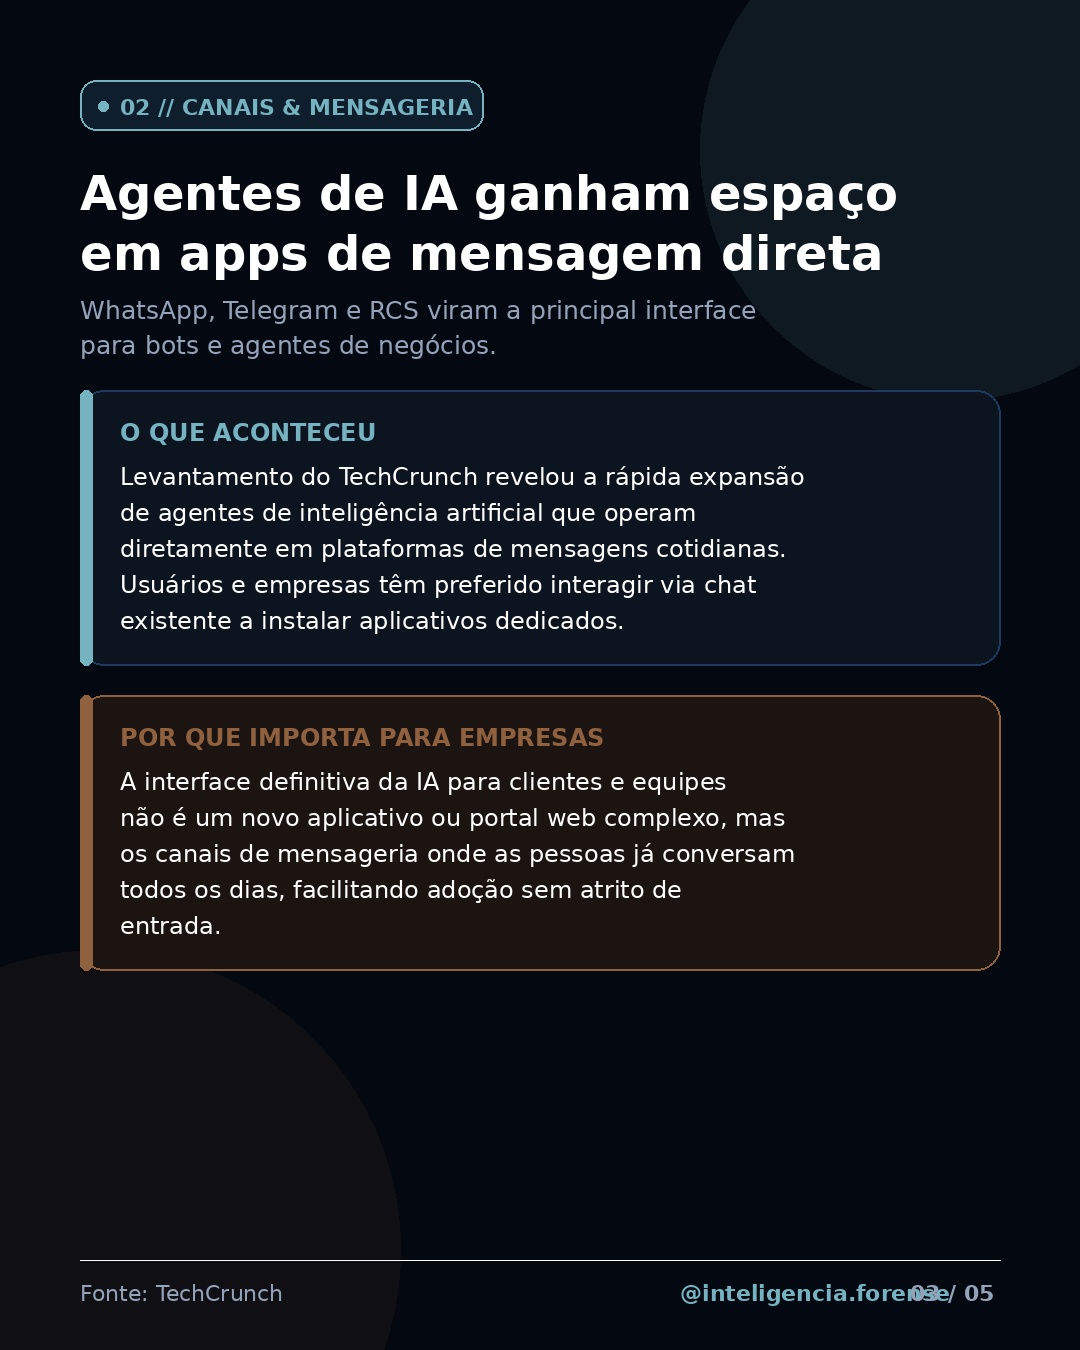 02 // CANAIS & MENSAGERIA
Agentes de IA ganham espaço
em apps de mensagem direta
WhatsApp, Telegram e RCS viram a principal interface
para bots e agentes de negócios.
O QUE ACONTECEU
Levantamento do TechCrunch revelou a rápida expansão
de agentes de inteligência artificial que operam
diretamente em plataformas de mensagens cotidianas.
Usuários e empresas têm preferido interagir via chat
existente a instalar aplicativos dedicados.
POR QUE IMPORTA PARA EMPRESAS
A interface definitiva da IA para clientes e equipes
não é um novo aplicativo ou portal web complexo, mas
os canais de mensageria onde as pessoas já conversam
todos os dias, facilitando adoção sem atrito de
entrada.
Fonte: TechCrunch
@inteligencia.forense
03 / 05